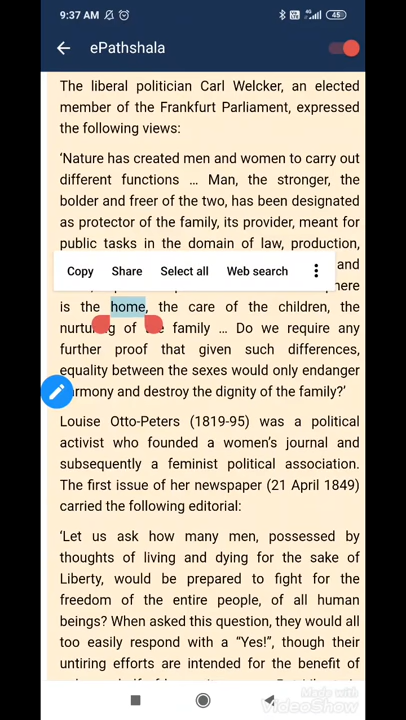 9:37 AM
45
ePathshala
The liberal politician Carl Welcker, an elected
member of the Frankfurt Parliament, expressed
the following views:
‘Nature has created men and women to carry out
different functions … Man, the stronger, the
bolder and freer of the two, has been designated
as protector of the family, its provider, meant for
public tasks in the domain of law, production,
and
Copy Share Select all Web search
is the home, the care of the children, the
nurturing of the family … Do we require any
further proof that given such differences,
equality between the sexes would only endanger
harmony and destroy the dignity of the family?’
Louise Otto-Peters (1819-95) was a political
activist who founded a women’s journal and
subsequently a feminist political association.
The first issue of her newspaper (21 April 1849)
carried the following editorial:
‘Let us ask how many men, possessed by
thoughts of living and dying for the sake of
Liberty, would be prepared to fight for the
freedom of the entire people, of all human
beings? When asked this question, they would all
too easily respond with a “Yes!”, though their
untiring efforts are intended for the benefit of
Made with
VideoShow